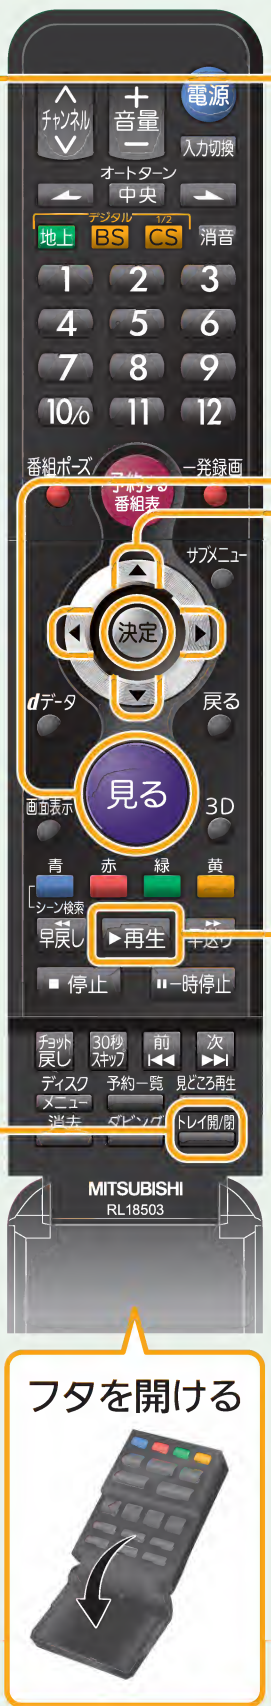 チャンネル
＋
音量
－
電源
入力切換
オートターン
中央
デジタル 1/2
地上 BS CS 消音
1 2 3
4 5 6
7 8 9
10/0 11 12
番組ポーズ 予約する 一発録画
番組表
サブメニュー
決定
dデータ 戻る
見る
画面表示 3D
青 赤 緑 黄
シーン検索
早戻し ▶再生 早送り
■ 停止 ⏸一時停止
チョット戻し 30秒スキップ 前 次
ディスク 予約一覧 見どころ再生
メニュー
消去 ダビング トレイ開/閉
MITSUBISHI
RL18503
フタを開ける